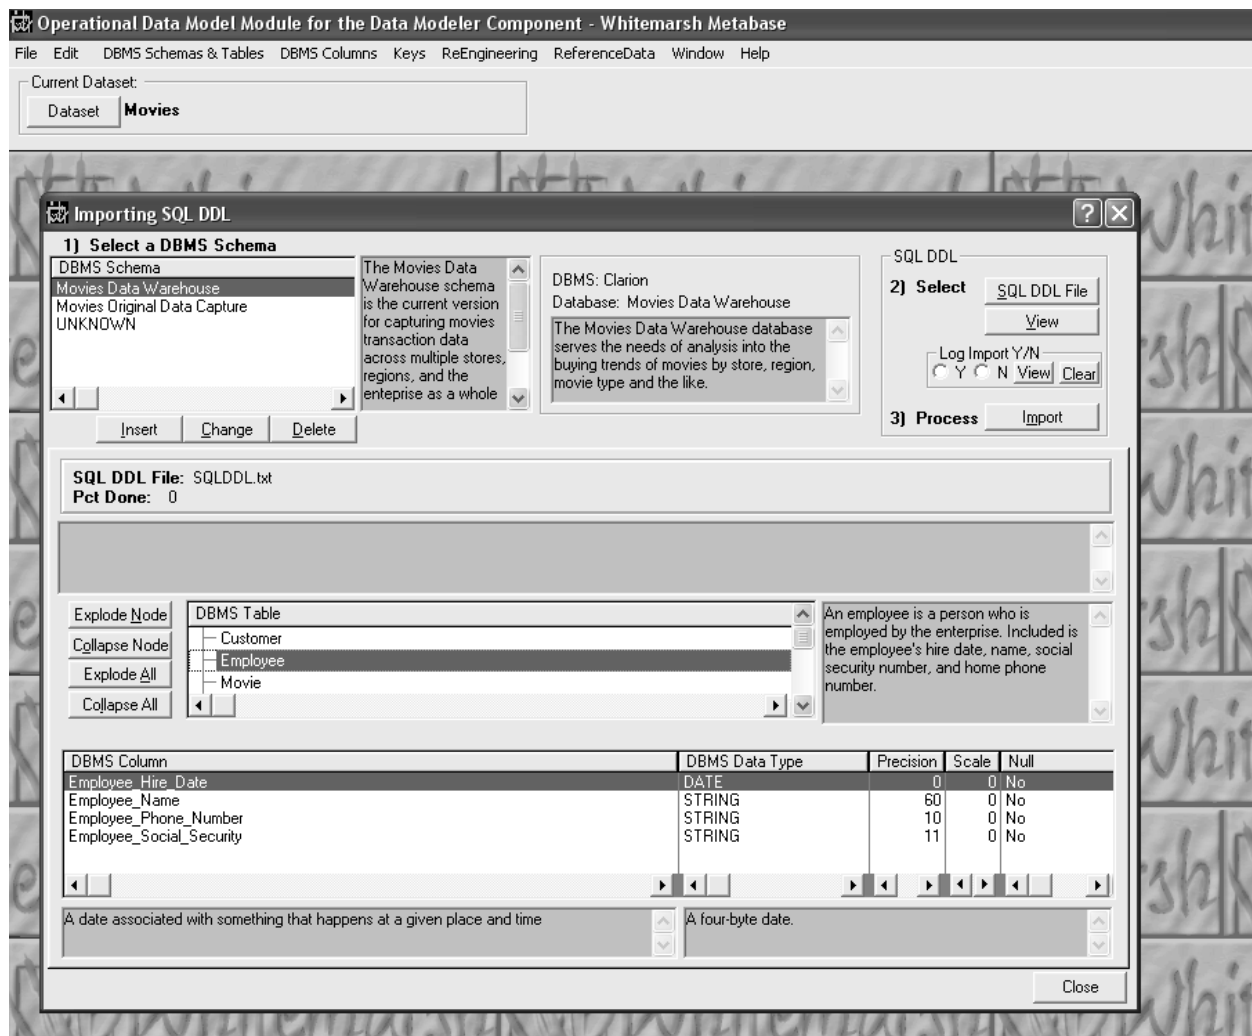 Operational Data Model Module for the Data Modeler Component - Whitemarsh Metabase
File Edit DBMS Schemas & Tables DBMS Columns Keys ReEngineering ReferenceData Window Help
Current Dataset:
Dataset Movies
Importing SQL DDL
1) Select a DBMS Schema
DBMS Schema
Movies Data Warehouse
Movies Original Data Capture
UNKNOWN
The Movies Data
Warehouse schema
is the current version
for capturing movies
transaction data
across multiple stores,
regions, and the
enteprise as a whole
DBMS: Clarion
Database: Movies Data Warehouse
The Movies Data Warehouse database
serves the needs of analysis into the
buying trends of movies by store, region,
movie type and the like.
SQL DDL
2) Select SQL DDL File
View
Log Import Y/N
Y N View Clear
3) Process Import
Insert Change Delete
SQL DDL File: SQLDDL.txt
Pct Done: 0
Explode Node
Collapse Node
Explode All
Collapse All
DBMS Table
Customer
Employee
Movie
An employee is a person who is
employed by the enterprise. Included is
the employee's hire date, name, social
security number, and home phone
number.
DBMS Column DBMS Data Type Precision Scale Null
Employee_Hire_Date DATE 0 0 No
Employee_Name STRING 60 0 No
Employee_Phone_Number STRING 10 0 No
Employee_Social_Security STRING 11 0 No
A date associated with something that happens at a given place and time
A four-byte date.
Close